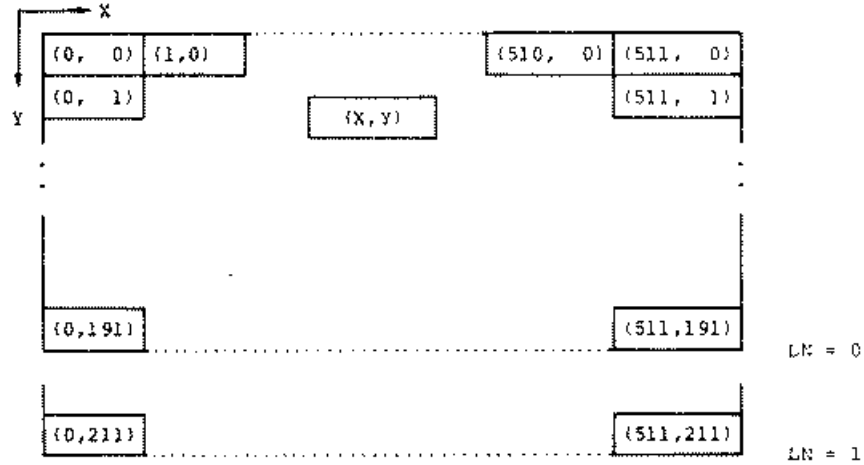 X
(0, 0) (1,0) (510, 0) (511, 0)
(0, 1) (511, 1)
Y (X,y)
(0,191) (511,191)
LN = 0
(0,211) (511,211)
LN = 1